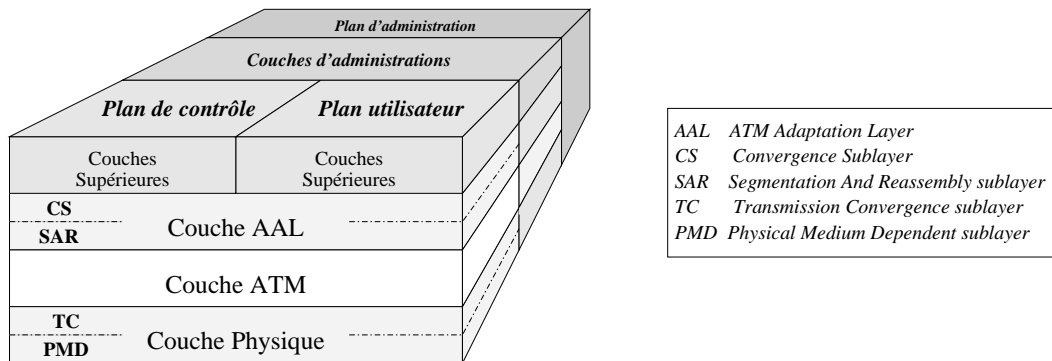 Plan d'administration
Couches d'administrations
Plan de contrôle
Plan utilisateur
Couches
Supérieures
Couches
Supérieures
CS
SAR
Couche AAL
Couche ATM
TC
PMD
Couche Physique
AAL ATM Adaptation Layer
CS Convergence Sublayer
SAR Segmentation And Reassembly sublayer
TC Transmission Convergence sublayer
PMD Physical Medium Dependent sublayer